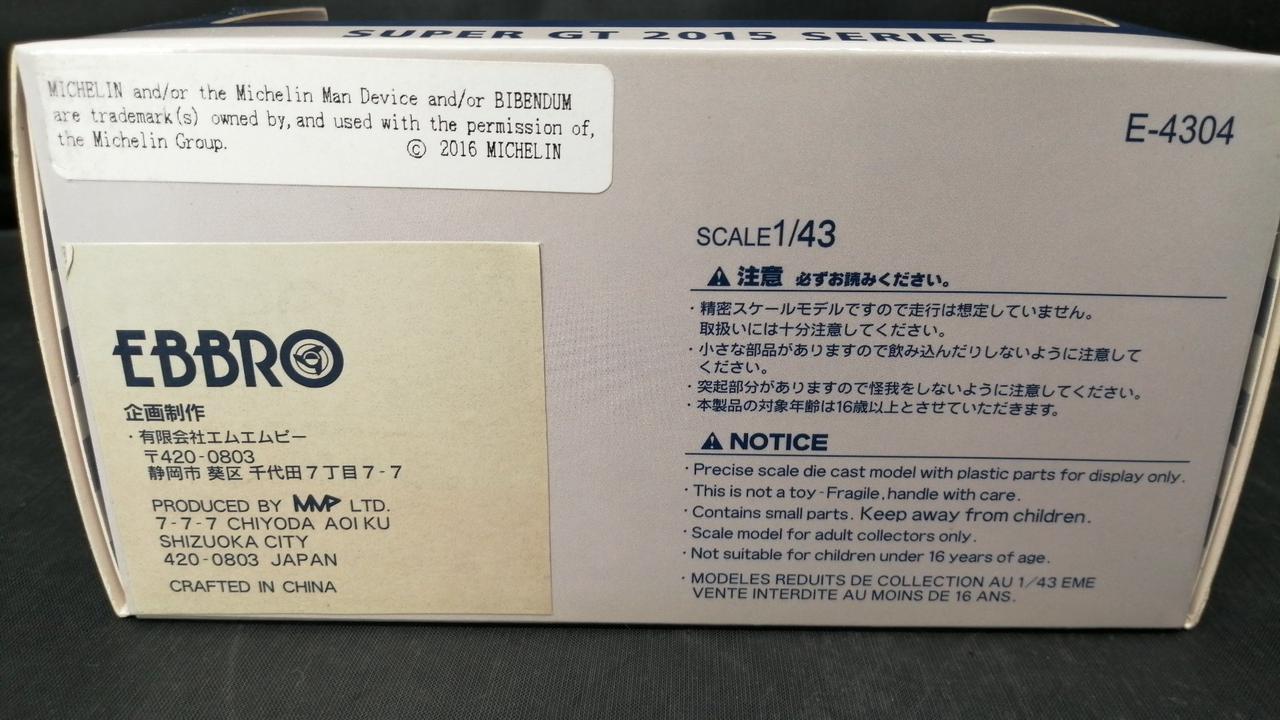 SUPER GT 2015 SERIES
MICHELIN and/or the Michelin Man Device and/or BIBENDUM
are trademark(s) owned by, and used with the permission of,
the Michelin Group.
© 2016 MICHELIN
E-4304
EBBRO
企画制作
・有限会社エムエムピー
〒420-0803
静岡市 葵区 千代田7丁目7-7
PRODUCED BY MMP LTD.
7-7-7 CHIYODA AOI KU
SHIZUOKA CITY
420-0803 JAPAN
CRAFTED IN CHINA
SCALE1/43
注意 必ずお読みください。
・精密スケールモデルですので走行は想定していません。
取扱いには十分注意してください。
・小さな部品がありますので飲み込んだりしないように注意して
ください。
・突起部分がありますので怪我をしないように注意してください。
・本製品の対象年齢は16歳以上とさせていただきます。
NOTICE
・Precise scale die cast model with plastic parts for display only.
・This is not a toy-Fragile, handle with care.
・Contains small parts. Keep away from children.
・Scale model for adult collectors only.
・Not suitable for children under 16 years of age.
・MODELES REDUITS DE COLLECTION AU 1/43 EME
VENTE INTERDITE AU MOINS DE 16 ANS.